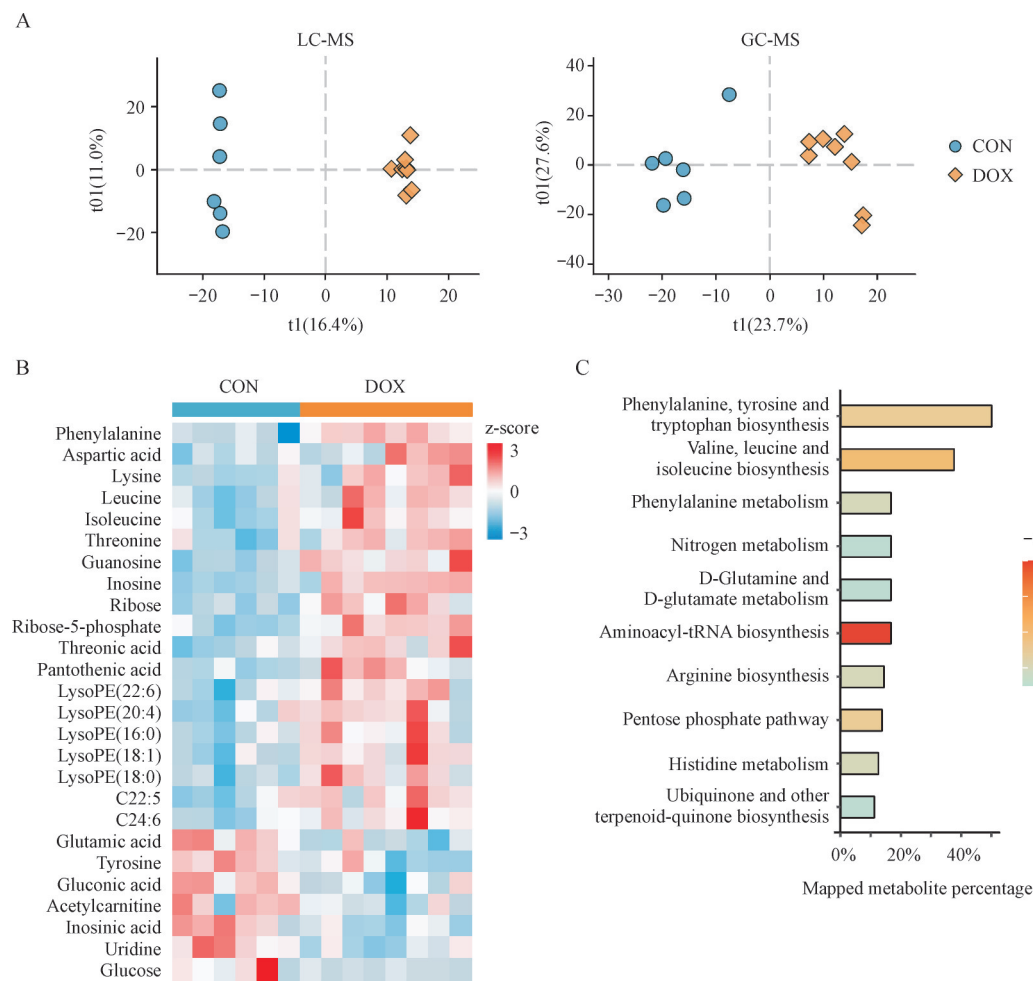 A
LC-MS
t01(11.0%)
20
0
−20
−20
−10
0
10
20
t1(16.4%)
GC-MS
t01(27.6%)
40
20
0
−20
−40
−30
−20
−10
0
10
20
t1(23.7%)
CON
DOX
B
CON
DOX
Phenylalanine
Aspartic acid
Lysine
Leucine
Isoleucine
Threonine
Guanosine
Inosine
Ribose
Ribose-5-phosphate
Threonic acid
Pantothenic acid
LysoPE(22:6)
LysoPE(20:4)
LysoPE(16:0)
LysoPE(18:1)
LysoPE(18:0)
C22:5
C24:6
Glutamic acid
Tyrosine
Gluconic acid
Acetylcarnitine
Inosinic acid
Uridine
Glucose
z-score
3
0
−3
C
Phenylalanine, tyrosine and
tryptophan biosynthesis
Valine, leucine and
isoleucine biosynthesis
Phenylalanine metabolism
Nitrogen metabolism
D-Glutamine and
D-glutamate metabolism
Aminoacyl-tRNA biosynthesis
Arginine biosynthesis
Pentose phosphate pathway
Histidine metabolism
Ubiquinone and other
terpenoid-quinone biosynthesis
0%
20%
40%
Mapped metabolite percentage
−